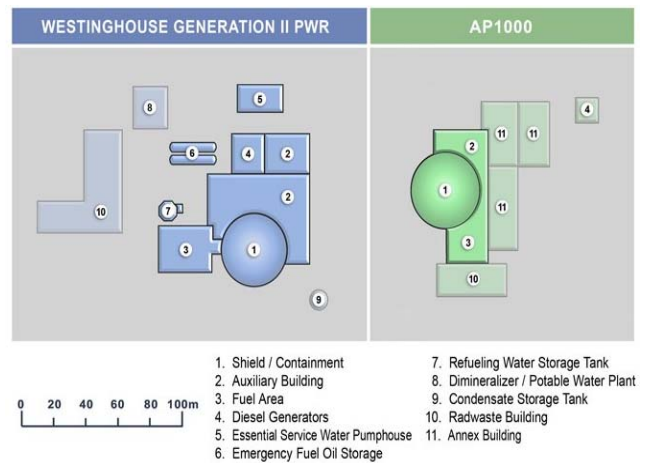 WESTINGHOUSE GENERATION II PWR
AP1000
8
5
6
4
2
7
2
10
3
1
9
4
11
11
2
1
11
3
10
0 20 40 60 80 100m
1. Shield / Containment
2. Auxiliary Building
3. Fuel Area
4. Diesel Generators
5. Essential Service Water Pumphouse
6. Emergency Fuel Oil Storage
7. Refueling Water Storage Tank
8. Dimineralizer / Potable Water Plant
9. Condensate Storage Tank
10. Radwaste Building
11. Annex Building